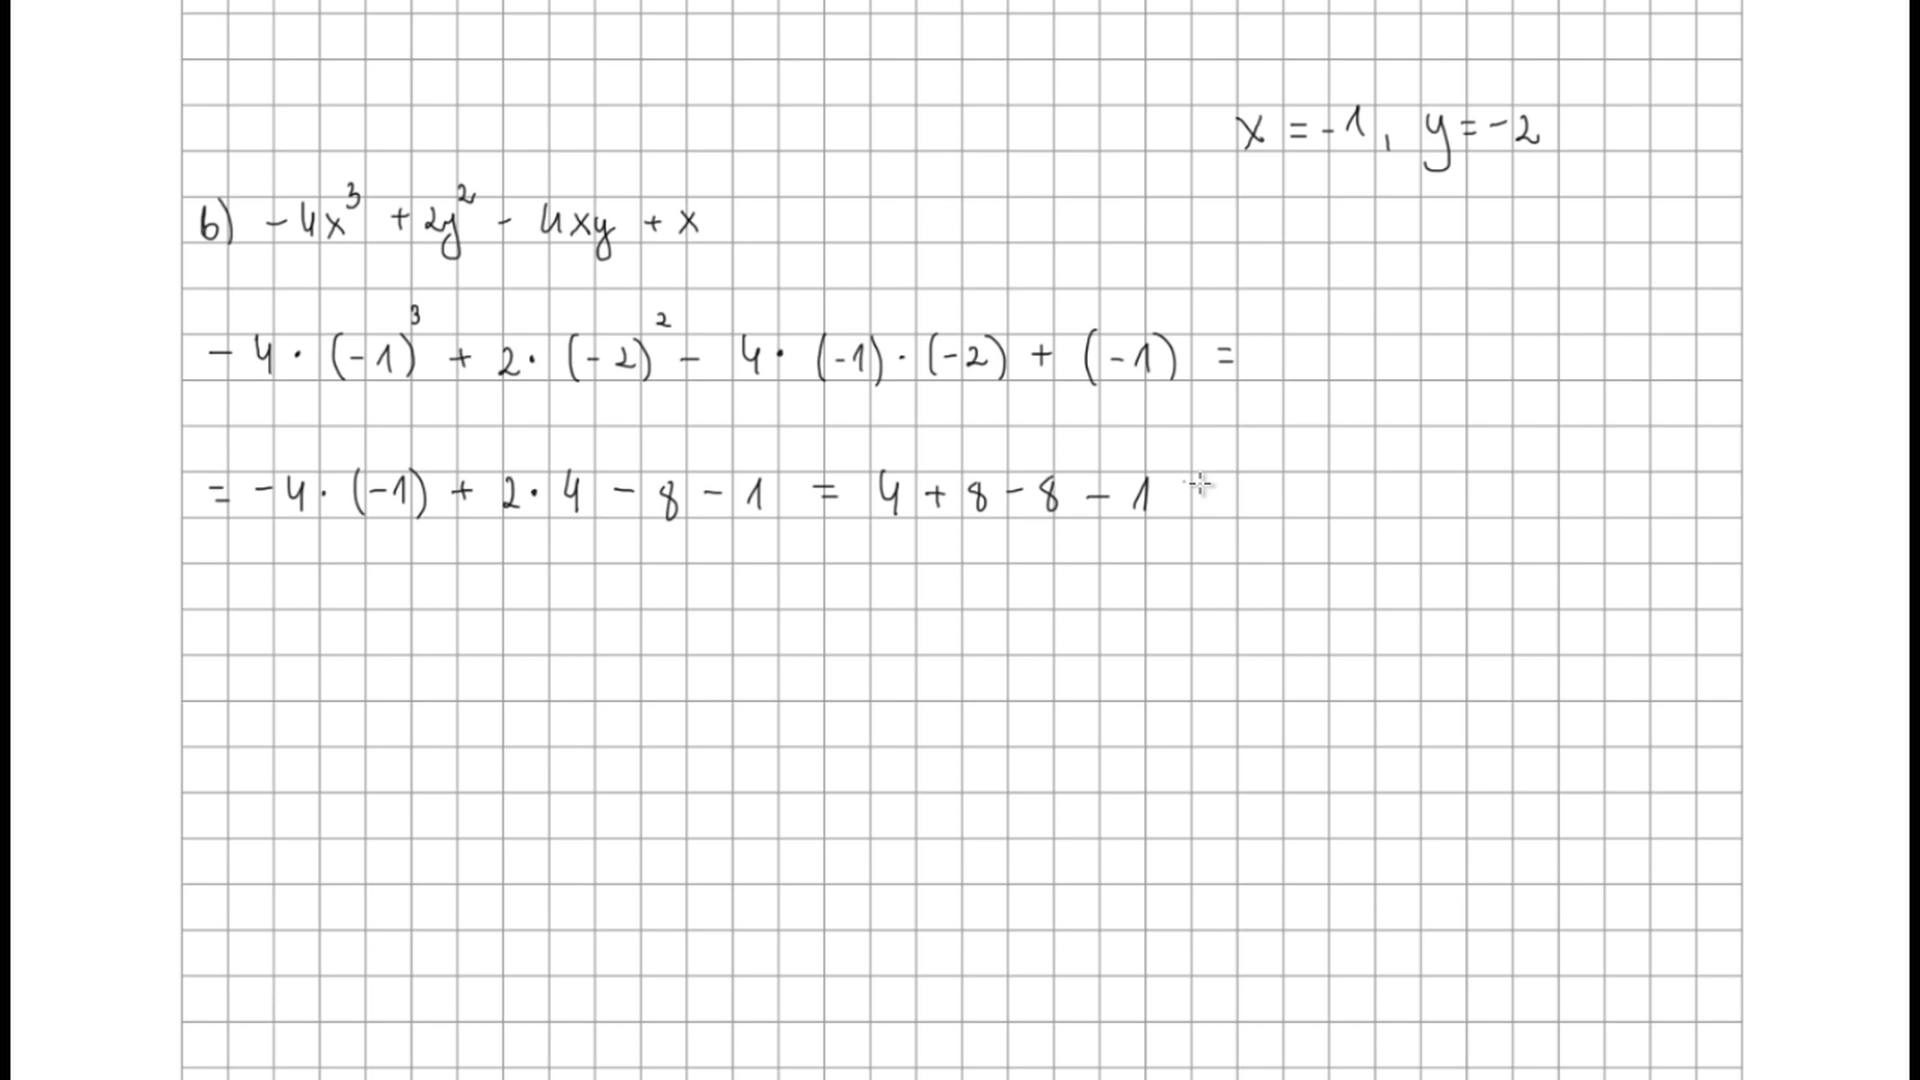 x = -1, y = -2
b) -4x³ + 2y² - 4xy + x
-4 · (-1)³ + 2 · (-2)² - 4 · (-1) · (-2) + (-1) =
= -4 · (-1) + 2 · 4 - 8 - 1 = 4 + 8 - 8 - 1